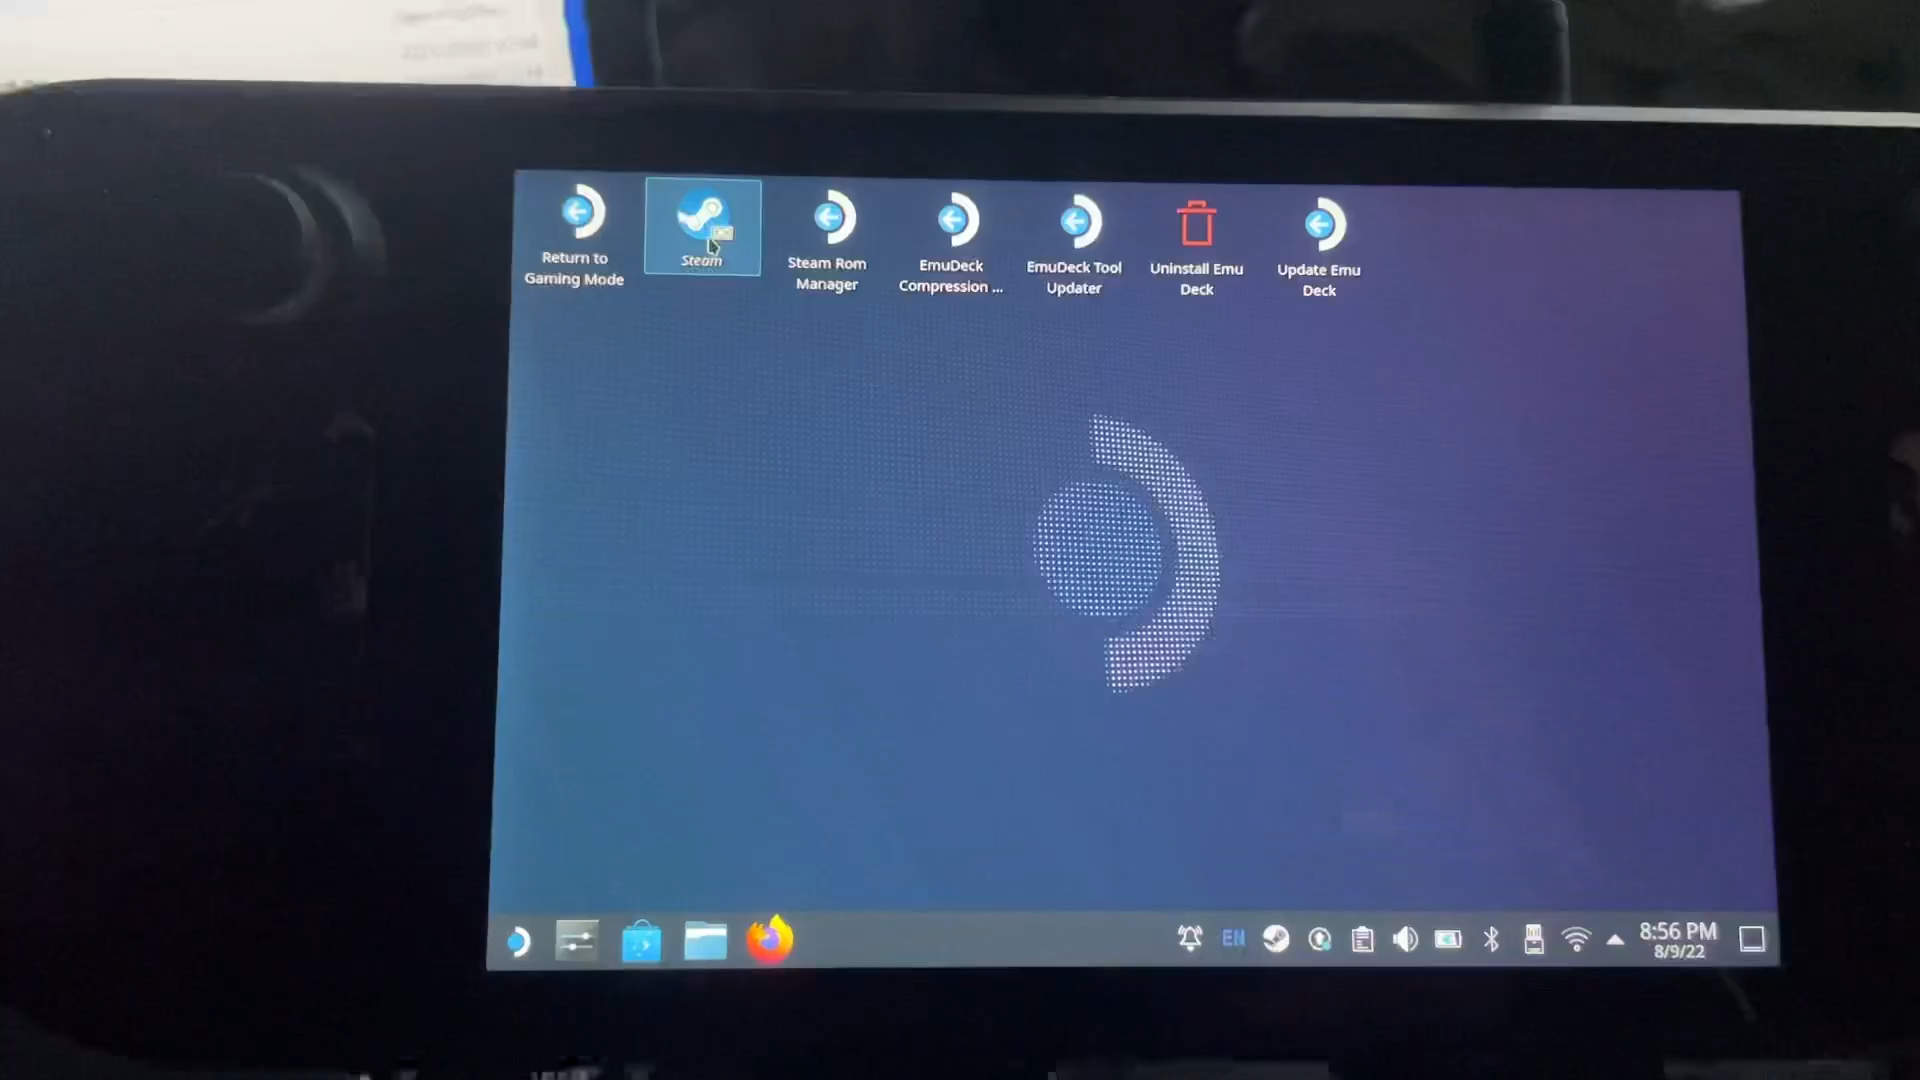 Return to
Gaming Mode
Steam
Steam Rom
Manager
EmuDeck
Compression ...
EmuDeck Tool
Updater
Uninstall Emu
Deck
Update Emu
Deck
EN
8:56 PM
8/9/22